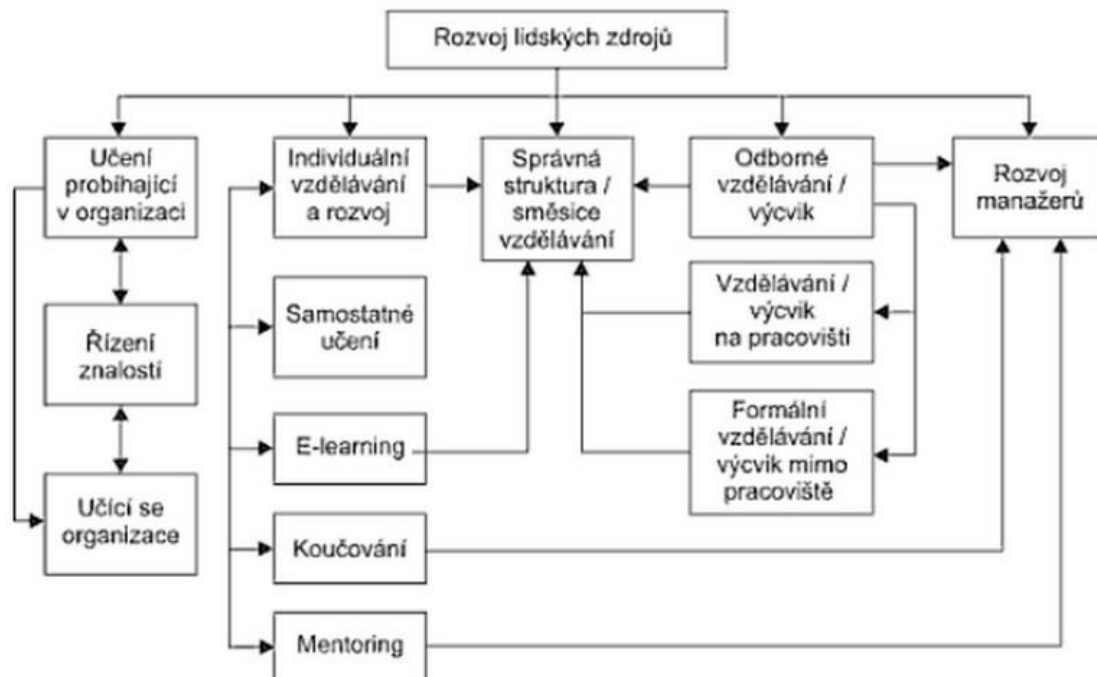 Rozvoj lidských zdrojů
Učení
probíhající
v organizaci
Individuální
vzdělávání
a rozvoj
Správná
struktura /
směsice
vzdělávání
Odborné
vzdělávání /
výcvik
Rozvoj
manažerů
Řízení
znalostí
Samostatné
učení
Vzdělávání /
výcvik
na pracovišti
E-learning
Formální
vzdělávání /
výcvik mimo
pracoviště
Učící se
organizace
Koučování
Mentoring